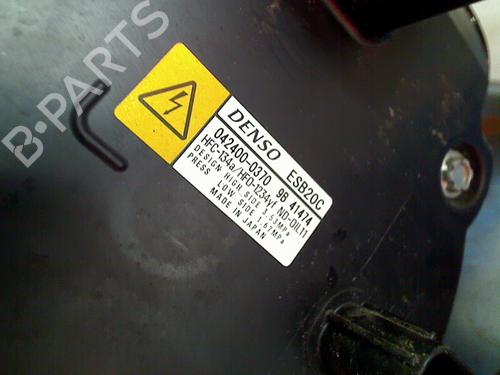 B-PARTS
DENSO ESB20C
042400-0370 9B 41474
HFC-134a/HFO-1234yf ND-OIL11
DESIGN HIGH SIDE 3.53MPa
PRESS LOW SIDE 1.67MPa
MADE IN JAPAN